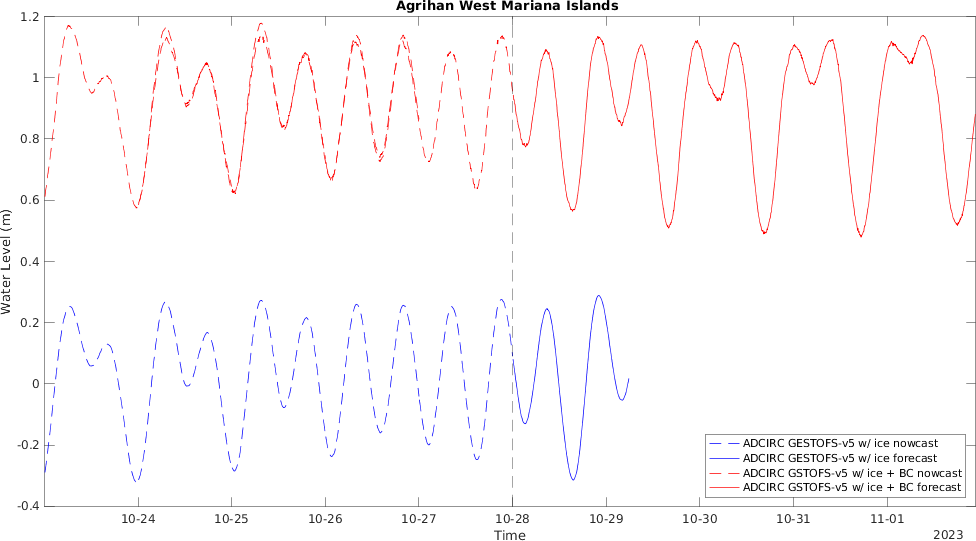 Agrihan West Mariana Islands
1.2
1
0.8
0.6
0.4
0.2
0
-0.2
-0.4
Water Level (m)
10-24 10-25 10-26 10-27 10-28 10-29 10-30 10-31 11-01
Time
2023
ADCIRC GESTOFS-v5 w/ ice nowcast
ADCIRC GESTOFS-v5 w/ ice forecast
ADCIRC GSTOFS-v5 w/ ice + BC nowcast
ADCIRC GSTOFS-v5 w/ ice + BC forecast